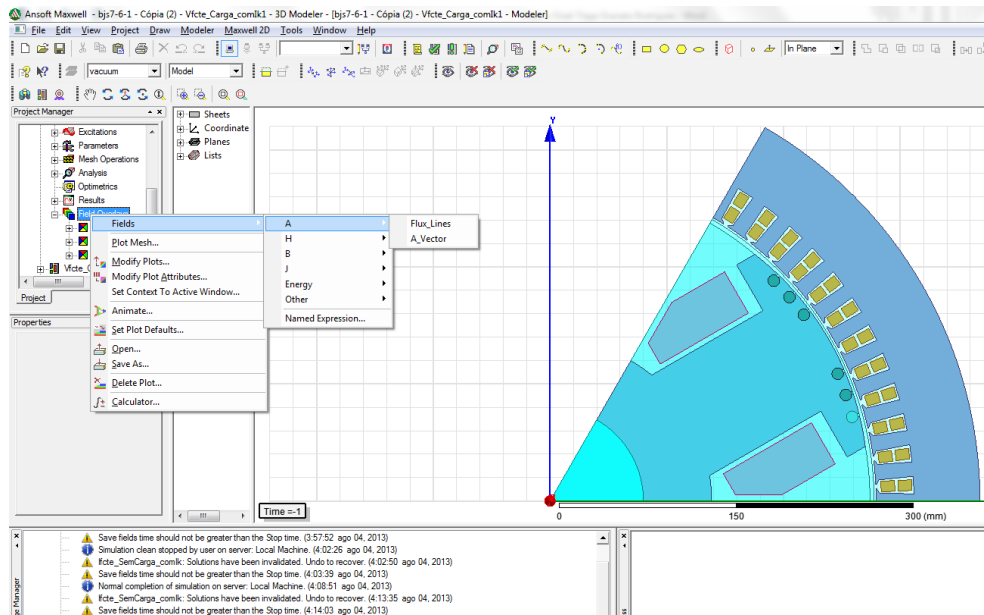 Ansoft Maxwell - bjs7-6-1 - Cópia (2) - Vfcte_Carga_comIk1 - 3D Modeler - [bjs7-6-1 - Cópia (2) - Vfcte_Carga_comIk1 - Modeler]
File Edit View Project Draw Modeler Maxwell 2D Tools Window Help
In Plane
vacuum Model
Project Manager
Excitations
Parameters
Mesh Operations
Analysis
Optimetrics
Results
Project
Properties
Sheets
Coordinate
Planes
Lists
Fields
Plot Mesh...
Modify Plots...
Modify Plot Attributes...
Set Context To Active Window...
Animate...
Set Plot Defaults...
Open...
Save As...
Delete Plot...
Calculator...
A
H
B
J
Energy
Other
Named Expression...
Flux_Lines
A_Vector
Y
Time =-1
0 150 300 (mm)
Save fields time should not be greater than the Stop time. (3:57:52 ago 04, 2013)
Simulation clean stopped by user on server: Local Machine. (4:02:26 ago 04, 2013)
lfcte_SemCarga_comIk: Solutions have been invalidated. Undo to recover. (4:02:50 ago 04, 2013)
Save fields time should not be greater than the Stop time. (4:03:39 ago 04, 2013)
Normal completion of simulation on server: Local Machine. (4:08:51 ago 04, 2013)
lfcte_SemCarga_comIk: Solutions have been invalidated. Undo to recover. (4:13:35 ago 04, 2013)
Save fields time should not be greater than the Stop time. (4:14:03 ago 04, 2013)